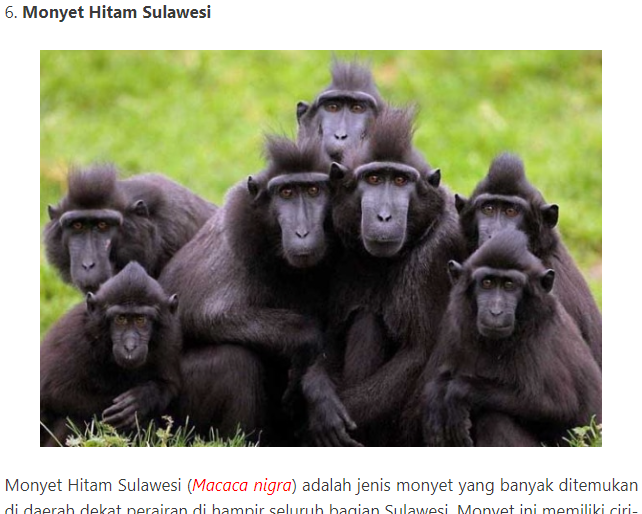 6. Monyet Hitam Sulawesi
Monyet Hitam Sulawesi (Macaca nigra) adalah jenis monyet yang banyak ditemukan
di daerah dekat perairan di hampir seluruh bagian Sulawesi. Monyet ini memiliki ciri-